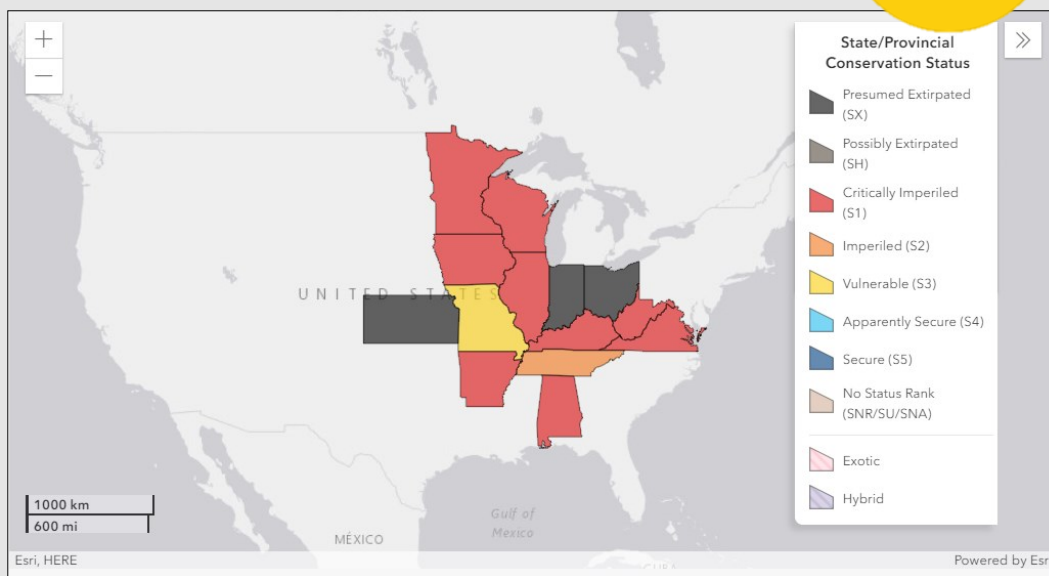 +
−
State/Provincial
Conservation Status
Presumed Extirpated
(SX)
Possibly Extirpated
(SH)
Critically Imperiled
(S1)
Imperiled (S2)
Vulnerable (S3)
Apparently Secure (S4)
Secure (S5)
No Status Rank
(SNR/SU/SNA)
Exotic
Hybrid
UNITED STATES
1000 km
600 mi
MÉXICO
Gulf of
Mexico
CUBA
Esri, HERE
Powered by Esr